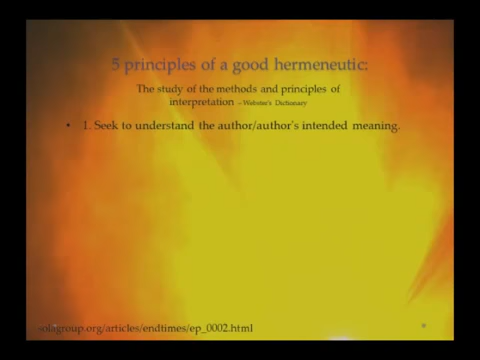 5 principles of a good hermeneutic:
The study of the methods and principles of
interpretation – Webster's Dictionary
• 1. Seek to understand the author/author's intended meaning.
solagroup.org/articles/endtimes/ep_0002.html